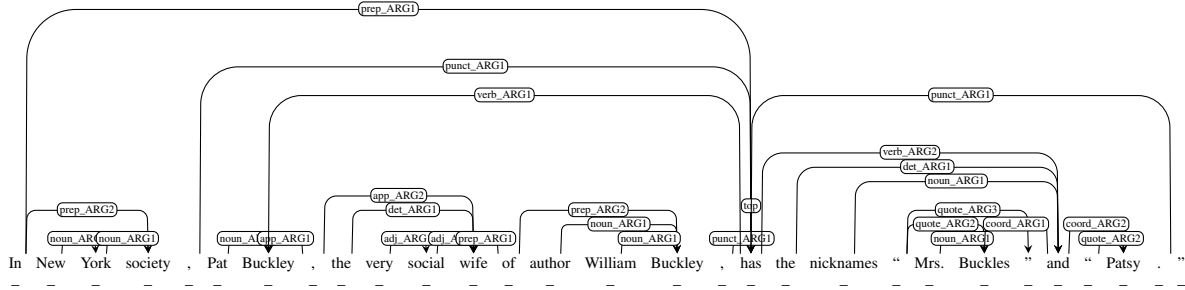 prep_ARG1
punct_ARG1
verb_ARG1 punct_ARG1
verb_ARG2
det_ARG1
noun_ARG1
app_ARG2
top
prep_ARG2 det_ARG1 prep_ARG2 quote_ARG3
noun_ARG1 quote_ARG2 coord_ARG1 coord_ARG2
noun_ARG1 app_ARG1 prep_ARG1 noun_ARG1 punct_ARG1 noun_ARG1 quote_ARG2
In New York society , Pat Buckley , the very social wife of author William Buckley , has the nicknames “ Mrs. Buckles ” and “ Patsy . ”
_ _ _ _ _ _ _ _ _ _ _ _ _ _ _ _ _ _ _ _ _ _ _ _ _ _ _ _ _